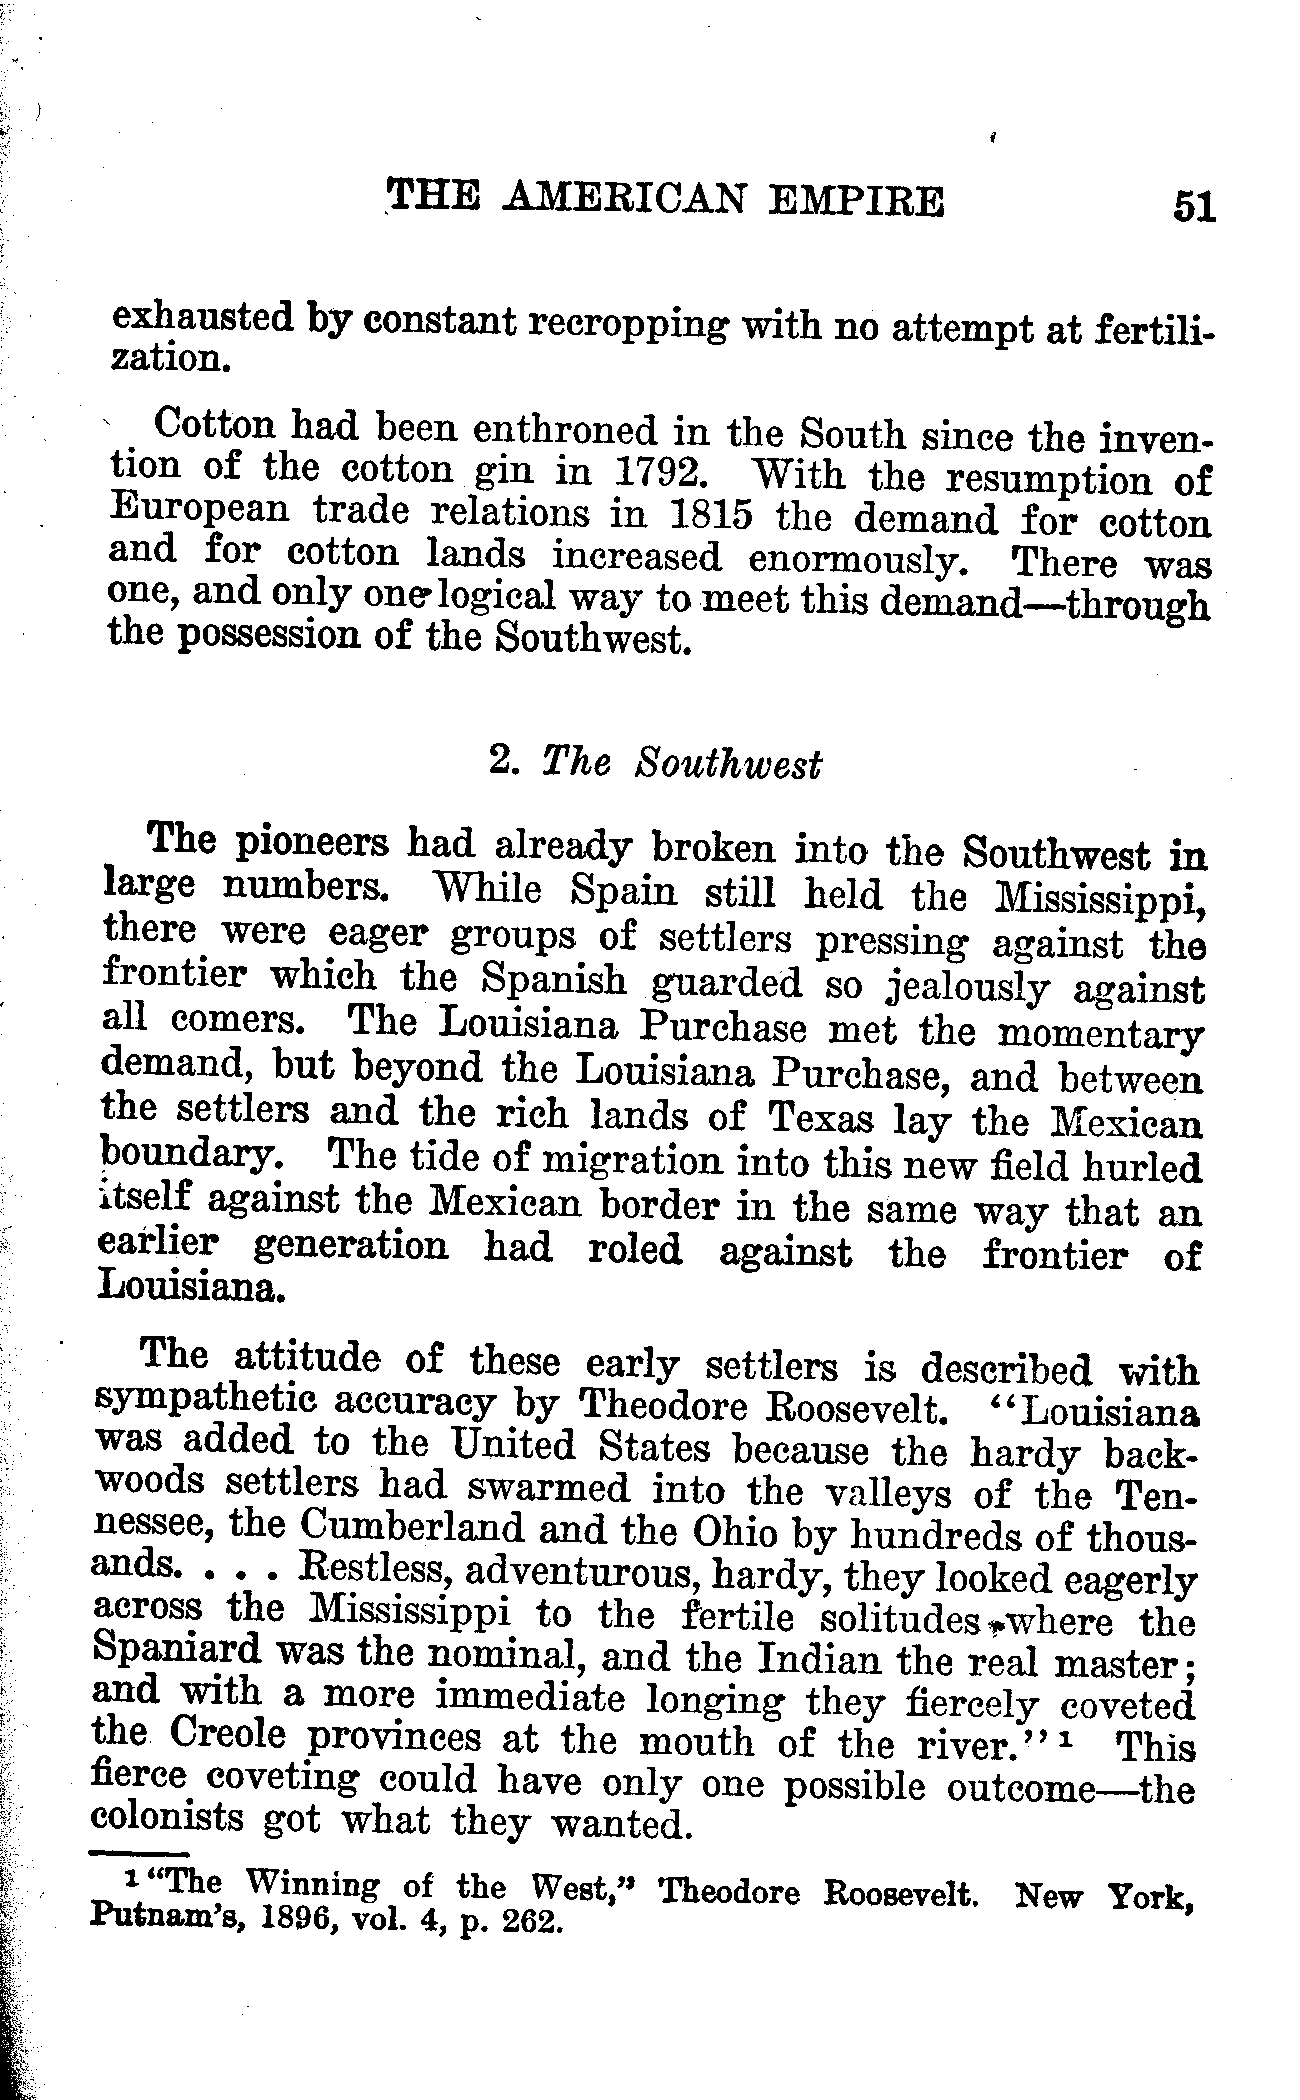 THE AMERICAN EMPIRE 51
exhausted by constant recropping with no attempt at fertili-
zation.
Cotton had been enthroned in the South since the inven-
tion of the cotton gin in 1792. With the resumption of
European trade relations in 1815 the demand for cotton
and for cotton lands increased enormously. There was
one, and only one logical way to meet this demand—through
the possession of the Southwest.
2. The Southwest
The pioneers had already broken into the Southwest in
large numbers. While Spain still held the Mississippi,
there were eager groups of settlers pressing against the
frontier which the Spanish guarded so jealously against
all comers. The Louisiana Purchase met the momentary
demand, but beyond the Louisiana Purchase, and between
the settlers and the rich lands of Texas lay the Mexican
boundary. The tide of migration into this new field hurled
itself against the Mexican border in the same way that an
earlier generation had roled against the frontier of
Louisiana.
The attitude of these early settlers is described with
sympathetic accuracy by Theodore Roosevelt. "Louisiana
was added to the United States because the hardy back-
woods settlers had swarmed into the valleys of the Ten-
nessee, the Cumberland and the Ohio by hundreds of thous-
ands. . . . Restless, adventurous, hardy, they looked eagerly
across the Mississippi to the fertile solitudes where the
Spaniard was the nominal, and the Indian the real master;
and with a more immediate longing they fiercely coveted
the Creole provinces at the mouth of the river." 1 This
fierce coveting could have only one possible outcome—the
colonists got what they wanted.
1 "The Winning of the West," Theodore Roosevelt. New York,
Putnam's, 1896, vol. 4, p. 262.